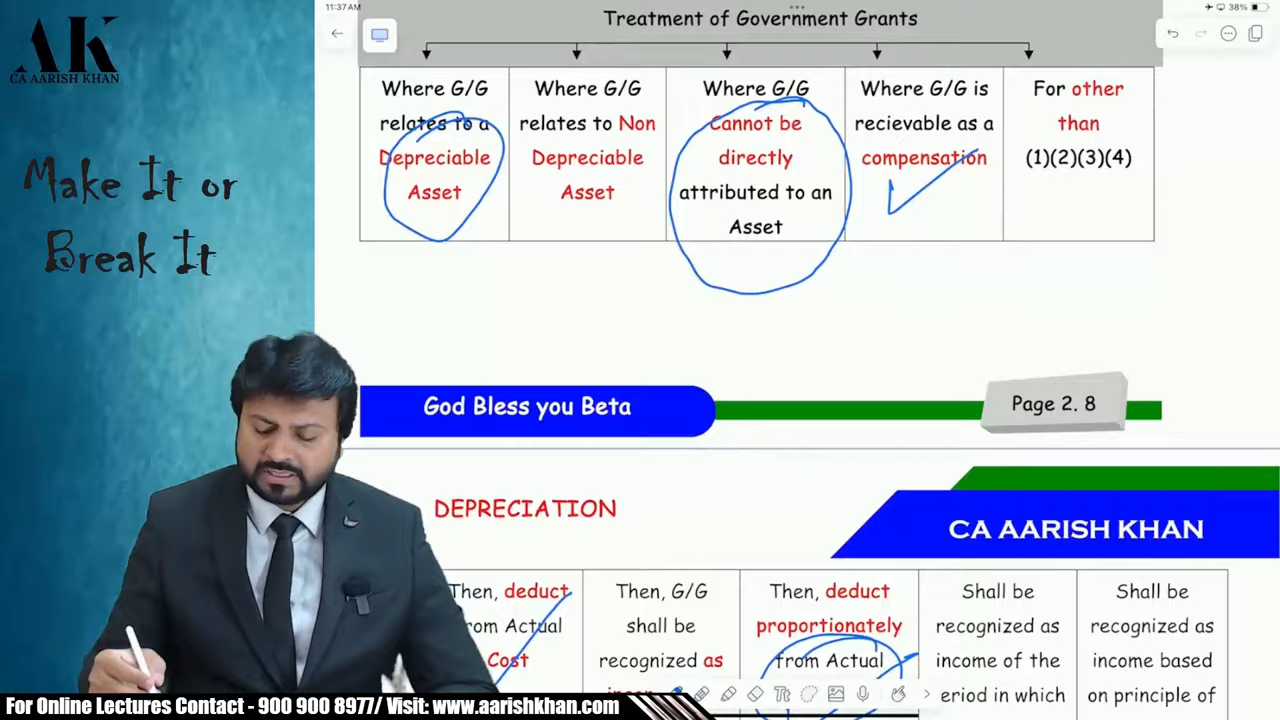 11:37 AM
38%
AK
CA AARISH KHAN
Make It or
Break It
Treatment of Government Grants
Where G/G
relates to a
Depreciable
Asset
Where G/G
relates to Non
Depreciable
Asset
Where G/G
Cannot be
directly
attributed to an
Asset
Where G/G is
recievable as a
compensation
For other
than
(1)(2)(3)(4)
God Bless you Beta
Page 2. 8
DEPRECIATION
CA AARISH KHAN
Then, deduct
from Actual
Cost
Then, G/G
shall be
recognized as
Then, deduct
proportionately
from Actual
Shall be
recognized as
income of the
period in which
Shall be
recognized as
income based
on principle of
For Online Lectures Contact - 900 900 8977/ Visit: www.aarishkhan.com